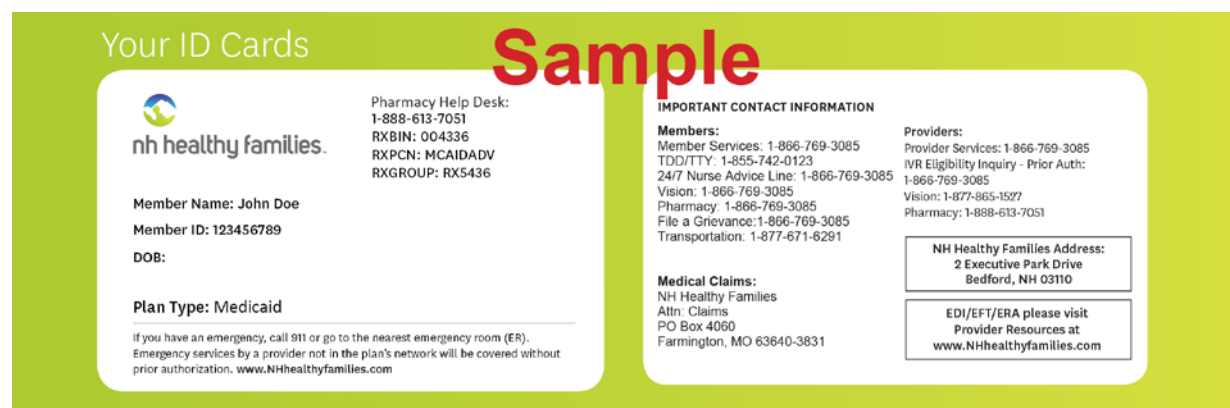 Your ID Cards
Sample
nh healthy families.
Pharmacy Help Desk:
1-888-613-7051
RXBIN: 004336
RXPCN: MCAIDADV
RXGROUP: RX5436
Member Name: John Doe
Member ID: 123456789
DOB:
Plan Type: Medicaid
If you have an emergency, call 911 or go to the nearest emergency room (ER).
Emergency services by a provider not in the plan's network will be covered without
prior authorization. www.NHhealthyfamilies.com
IMPORTANT CONTACT INFORMATION
Members:
Member Services: 1-866-769-3085
TDD/TTY: 1-855-742-0123
24/7 Nurse Advice Line: 1-866-769-3085
Vision: 1-866-769-3085
Pharmacy: 1-866-769-3085
File a Grievance:1-866-769-3085
Transportation: 1-877-671-6291
Medical Claims:
NH Healthy Families
Attn: Claims
PO Box 4060
Farmington, MO 63640-3831
Providers:
Provider Services: 1-866-769-3085
IVR Eligibility Inquiry - Prior Auth:
1-866-769-3085
Vision: 1-877-865-1527
Pharmacy: 1-888-613-7051
NH Healthy Families Address:
2 Executive Park Drive
Bedford, NH 03110
EDI/EFT/ERA please visit
Provider Resources at
www.NHhealthyfamilies.com